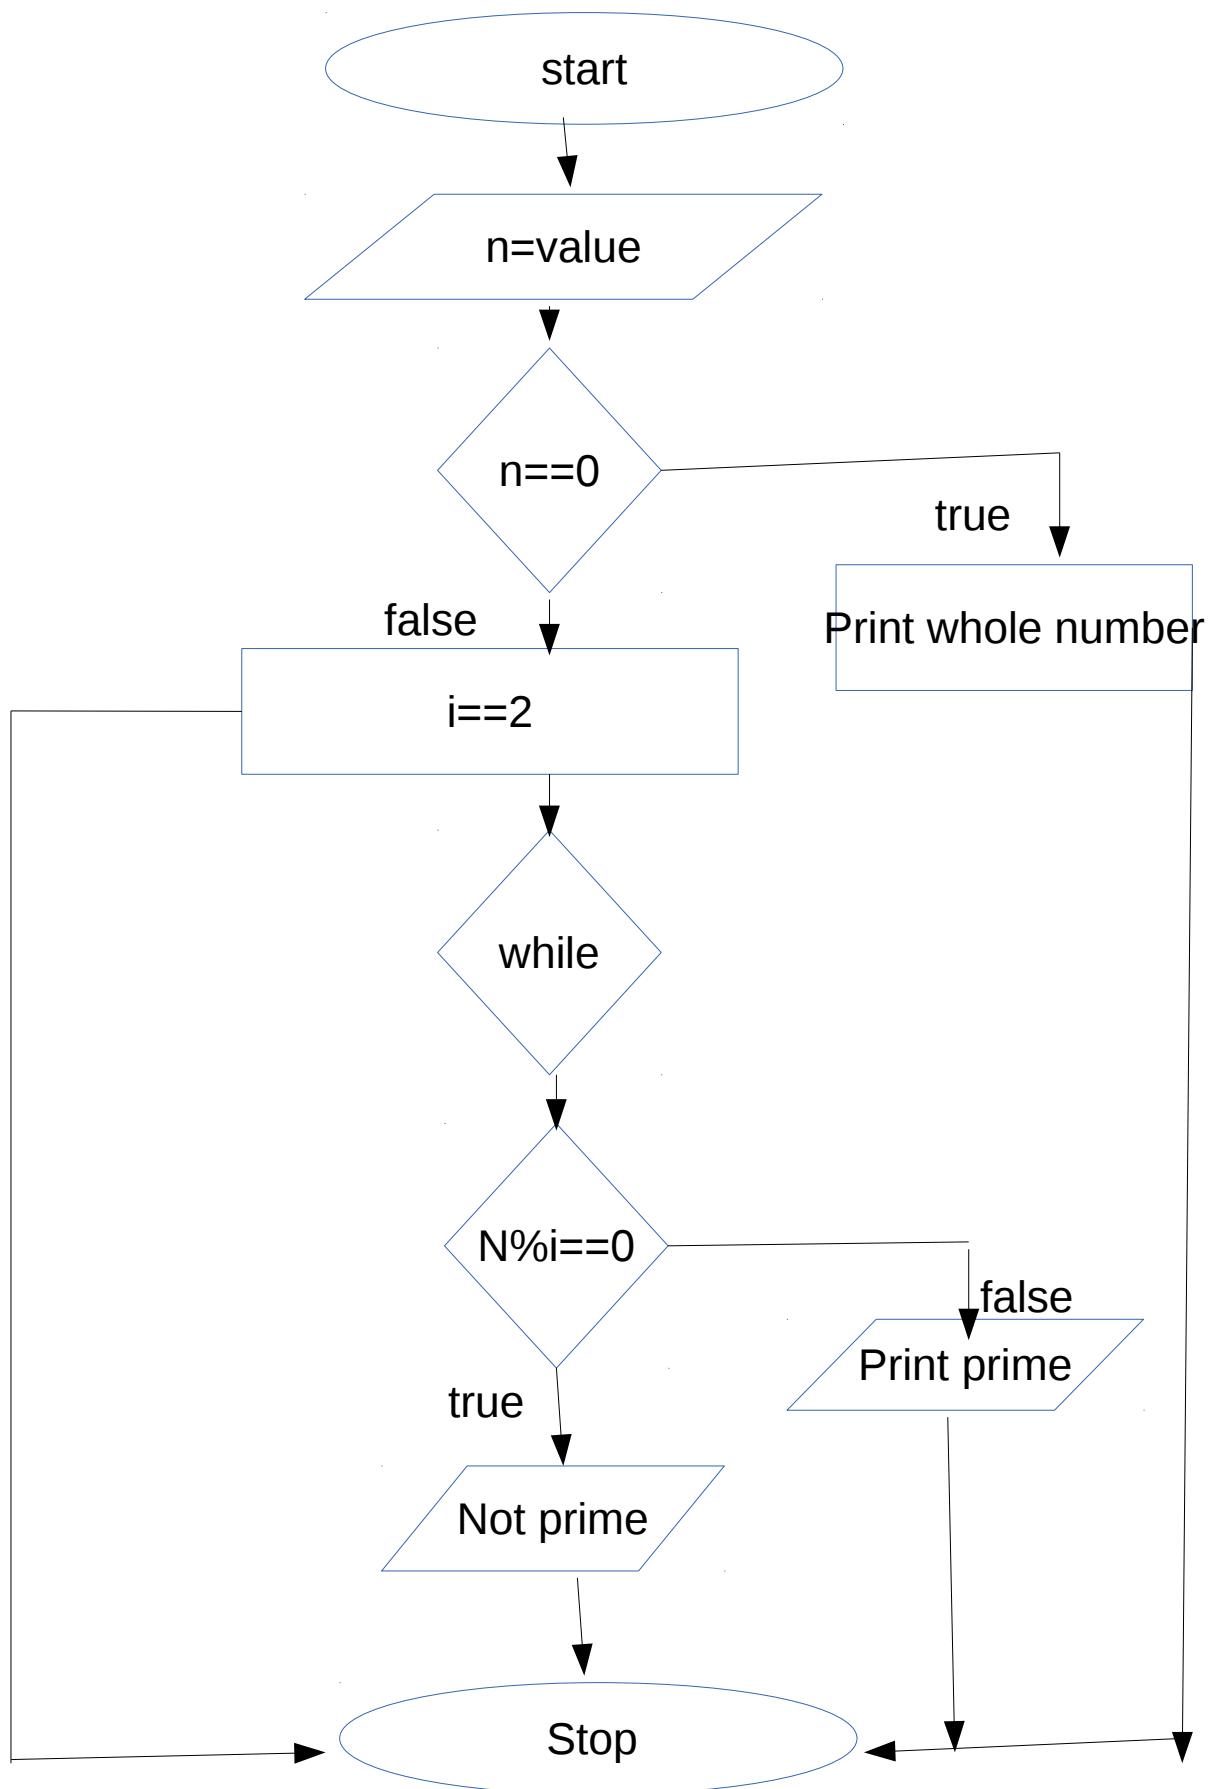 start
n=value
n==0
true
Print whole number
false
i==2
while
N%i==0
false
Print prime
true
Not prime
Stop